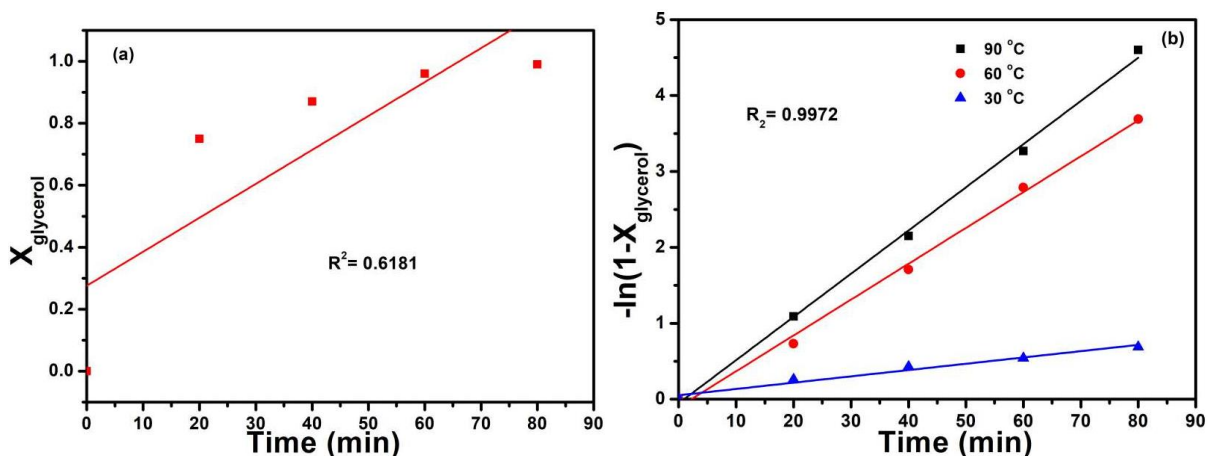 (a)
1.0
0.8
0.6
0.4
0.2
0.0
X glycerol
R²= 0.6181
0 10 20 30 40 50 60 70 80 90
Time (min)
(b)
5
4
3
2
1
0
-ln(1-X glycerol)
90 °C
60 °C
30 °C
R₂= 0.9972
0 10 20 30 40 50 60 70 80 90
Time (min)